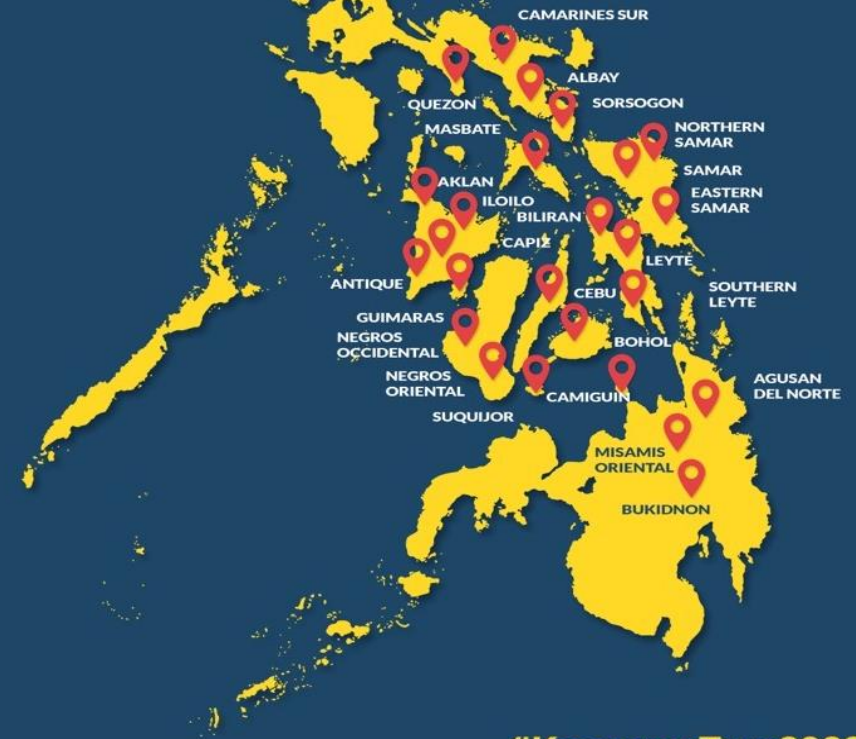 CAMARINES SUR
ALBAY
QUEZON
SORSOGON
MASBATE
NORTHERN
SAMAR
SAMAR
AKLAN
EASTERN
SAMAR
ILOILO
BILIRAN
CAPIZ
LEYTE
ANTIQUE
CEBU
SOUTHERN
LEYTE
GUIMARAS
NEGROS
OCCIDENTAL
BOHOL
NEGROS
ORIENTAL
CAMIGUIN
AGUSAN
DEL NORTE
SUQUIJOR
MISAMIS
ORIENTAL
BUKIDNON